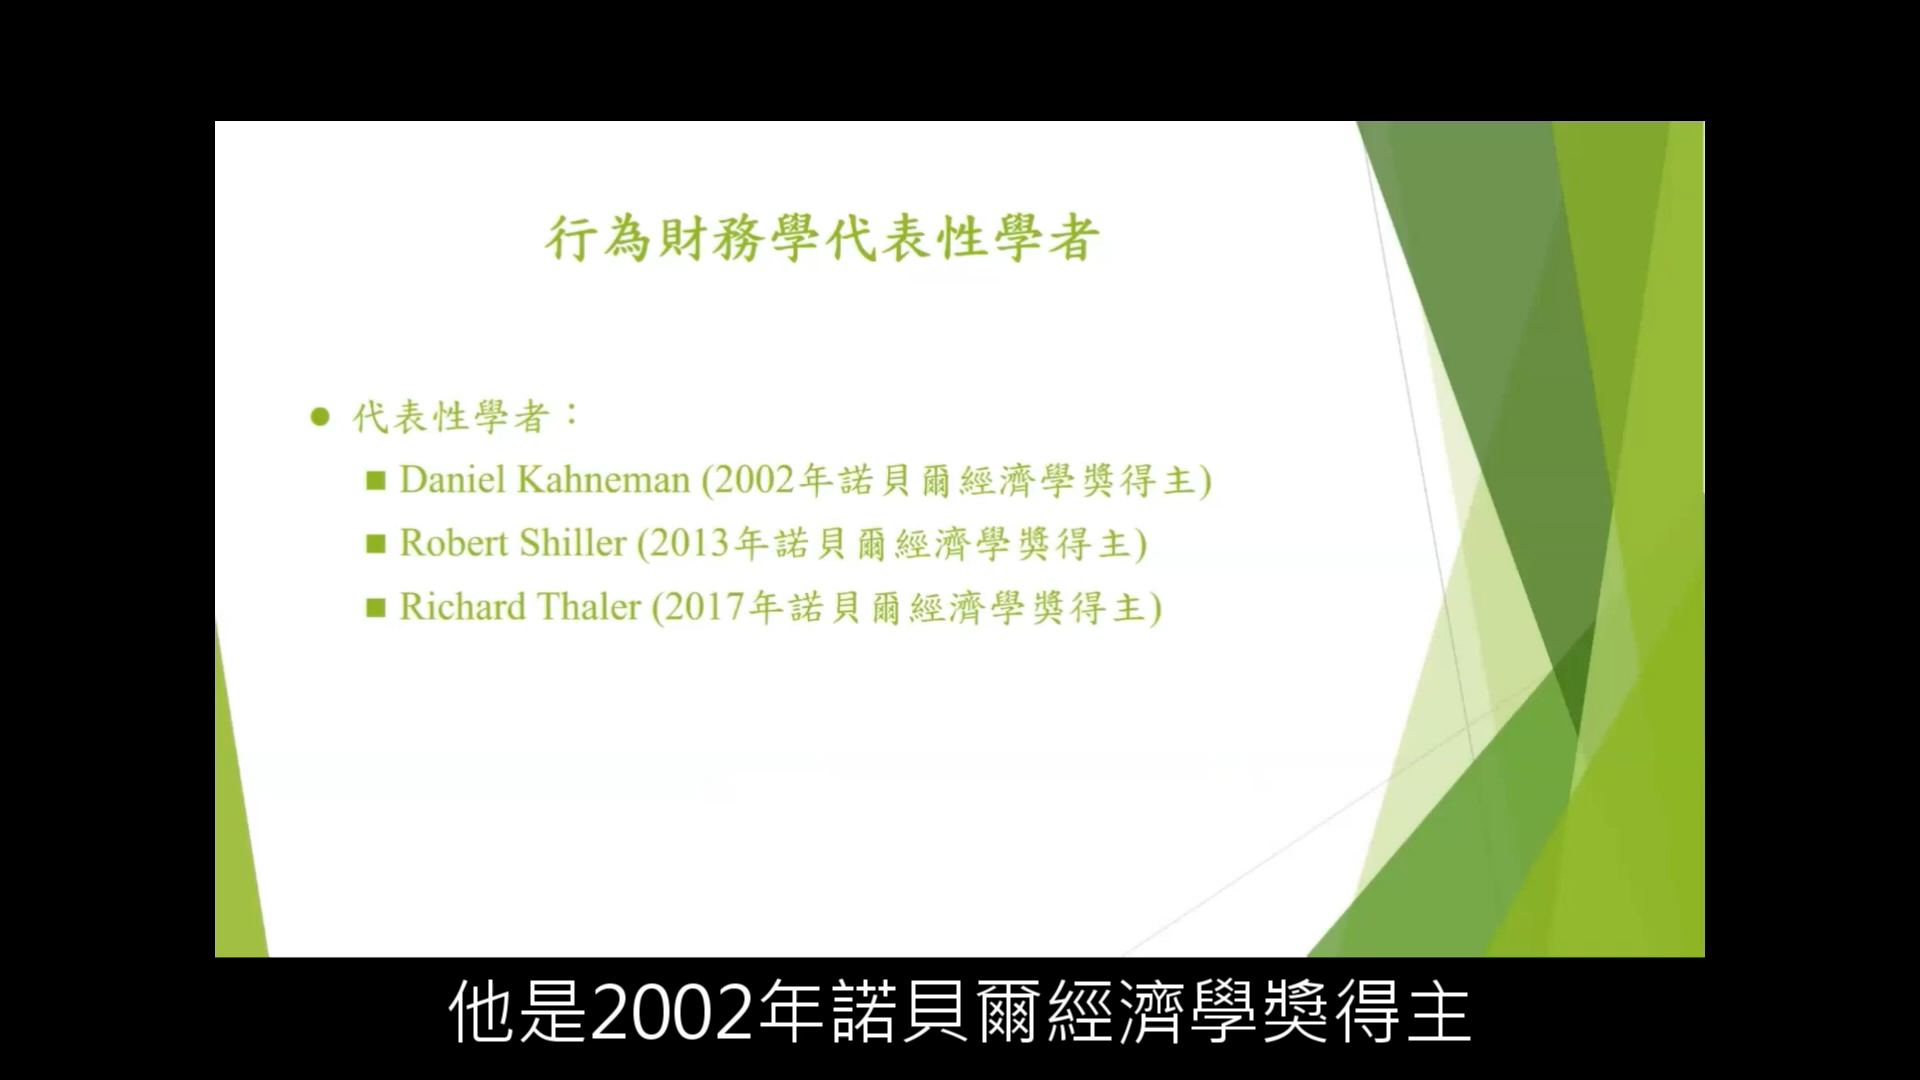 行為財務學代表性學者
● 代表性學者：
■ Daniel Kahneman (2002年諾貝爾經濟學獎得主)
■ Robert Shiller (2013年諾貝爾經濟學獎得主)
■ Richard Thaler (2017年諾貝爾經濟學獎得主)
他是2002年諾貝爾經濟學獎得主